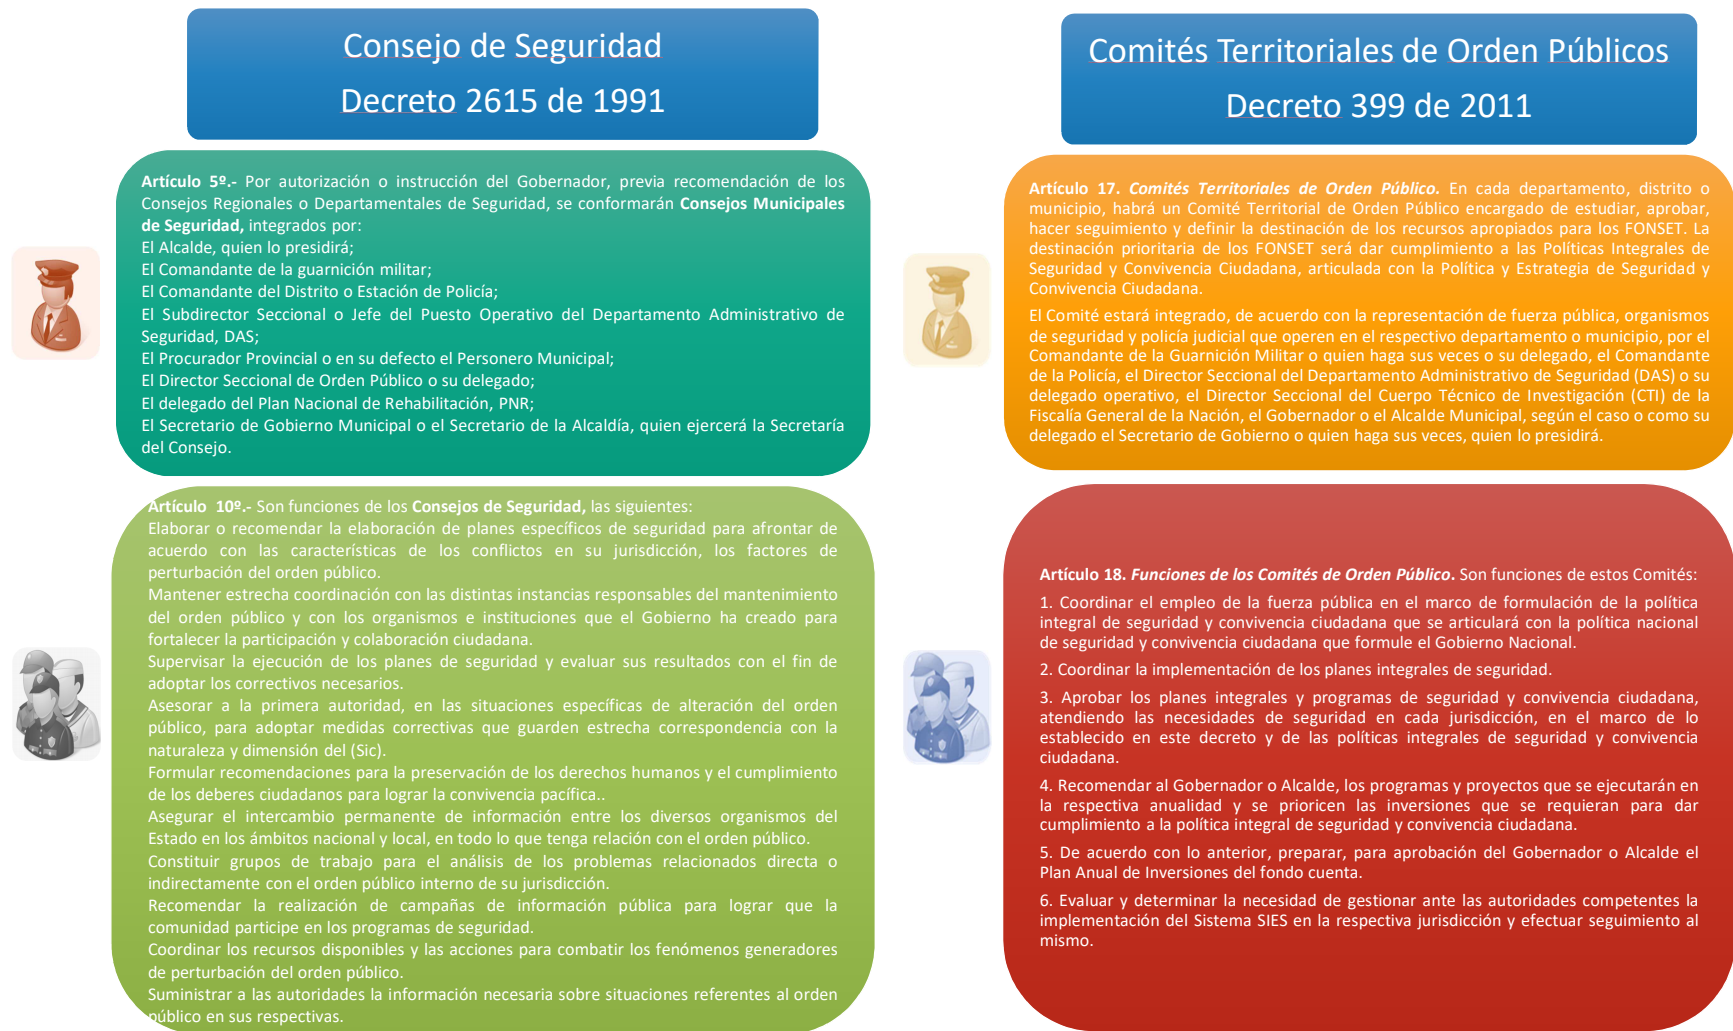 Consejo de Seguridad
Decreto 2615 de 1991
Artículo 5º.- Por autorización o instrucción del Gobernador, previa recomendación de los
Consejos Regionales o Departamentales de Seguridad, se conformarán Consejos Municipales
de Seguridad, integrados por:
El Alcalde, quien lo presidirá;
El Comandante de la guarnición militar;
El Comandante del Distrito o Estación de Policía;
El Subdirector Seccional o Jefe del Puesto Operativo del Departamento Administrativo de
Seguridad, DAS;
El Procurador Provincial o en su defecto el Personero Municipal;
El Director Seccional de Orden Público o su delegado;
El delegado del Plan Nacional de Rehabilitación, PNR;
El Secretario de Gobierno Municipal o el Secretario de la Alcaldía, quien ejercerá la Secretaría
del Consejo.
Artículo 10º.- Son funciones de los Consejos de Seguridad, las siguientes:
Elaborar o recomendar la elaboración de planes específicos de seguridad para afrontar de
acuerdo con las características de los conflictos en su jurisdicción, los factores de
perturbación del orden público.
Mantener estrecha coordinación con las distintas instancias responsables del mantenimiento
del orden público y con los organismos e instituciones que el Gobierno ha creado para
fortalecer la participación y colaboración ciudadana.
Supervisar la ejecución de los planes de seguridad y evaluar sus resultados con el fin de
adoptar los correctivos necesarios.
Asesorar a la primera autoridad, en las situaciones específicas de alteración del orden
público, para adoptar medidas correctivas que guarden estrecha correspondencia con la
naturaleza y dimensión del (Sic).
Formular recomendaciones para la preservación de los derechos humanos y el cumplimiento
de los deberes ciudadanos para lograr la convivencia pacífica..
Asegurar el intercambio permanente de información entre los diversos organismos del
Estado en los ámbitos nacional y local, en todo lo que tenga relación con el orden público.
Constituir grupos de trabajo para el análisis de los problemas relacionados directa o
indirectamente con el orden público interno de su jurisdicción.
Recomendar la realización de campañas de información pública para lograr que la
comunidad participe en los programas de seguridad.
Coordinar los recursos disponibles y las acciones para combatir los fenómenos generadores
de perturbación del orden público.
Suministrar a las autoridades la información necesaria sobre situaciones referentes al orden
público en sus respectivas.
Comités Territoriales de Orden Públicos
Decreto 399 de 2011
Artículo 17. Comités Territoriales de Orden Público. En cada departamento, distrito o
municipio, habrá un Comité Territorial de Orden Público encargado de estudiar, aprobar,
hacer seguimiento y definir la destinación de los recursos apropiados para los FONSET. La
destinación prioritaria de los FONSET será dar cumplimiento a las Políticas Integrales de
Seguridad y Convivencia Ciudadana, articulada con la Política y Estrategia de Seguridad y
Convivencia Ciudadana.
El Comité estará integrado, de acuerdo con la representación de fuerza pública, organismos
de seguridad y policía judicial que operen en el respectivo departamento o municipio, por el
Comandante de la Guarnición Militar o quien haga sus veces o su delegado, el Comandante
de la Policía, el Director Seccional del Departamento Administrativo de Seguridad (DAS) o su
delegado operativo, el Director Seccional del Cuerpo Técnico de Investigación (CTI) de la
Fiscalía General de la Nación, el Gobernador o el Alcalde Municipal, según el caso o como su
delegado el Secretario de Gobierno o quien haga sus veces, quien lo presidirá.
Artículo 18. Funciones de los Comités de Orden Público. Son funciones de estos Comités:
1. Coordinar el empleo de la fuerza pública en el marco de formulación de la política
integral de seguridad y convivencia ciudadana que se articulará con la política nacional
de seguridad y convivencia ciudadana que formule el Gobierno Nacional.
2. Coordinar la implementación de los planes integrales de seguridad.
3. Aprobar los planes integrales y programas de seguridad y convivencia ciudadana,
atendiendo las necesidades de seguridad en cada jurisdicción, en el marco de lo
establecido en este decreto y de las políticas integrales de seguridad y convivencia
ciudadana.
4. Recomendar al Gobernador o Alcalde, los programas y proyectos que se ejecutarán en
la respectiva anualidad y se prioricen las inversiones que se requieran para dar
cumplimiento a la política integral de seguridad y convivencia ciudadana.
5. De acuerdo con lo anterior, preparar, para aprobación del Gobernador o Alcalde el
Plan Anual de Inversiones del fondo cuenta.
6. Evaluar y determinar la necesidad de gestionar ante las autoridades competentes la
implementación del Sistema SIES en la respectiva jurisdicción y efectuar seguimiento al
mismo.